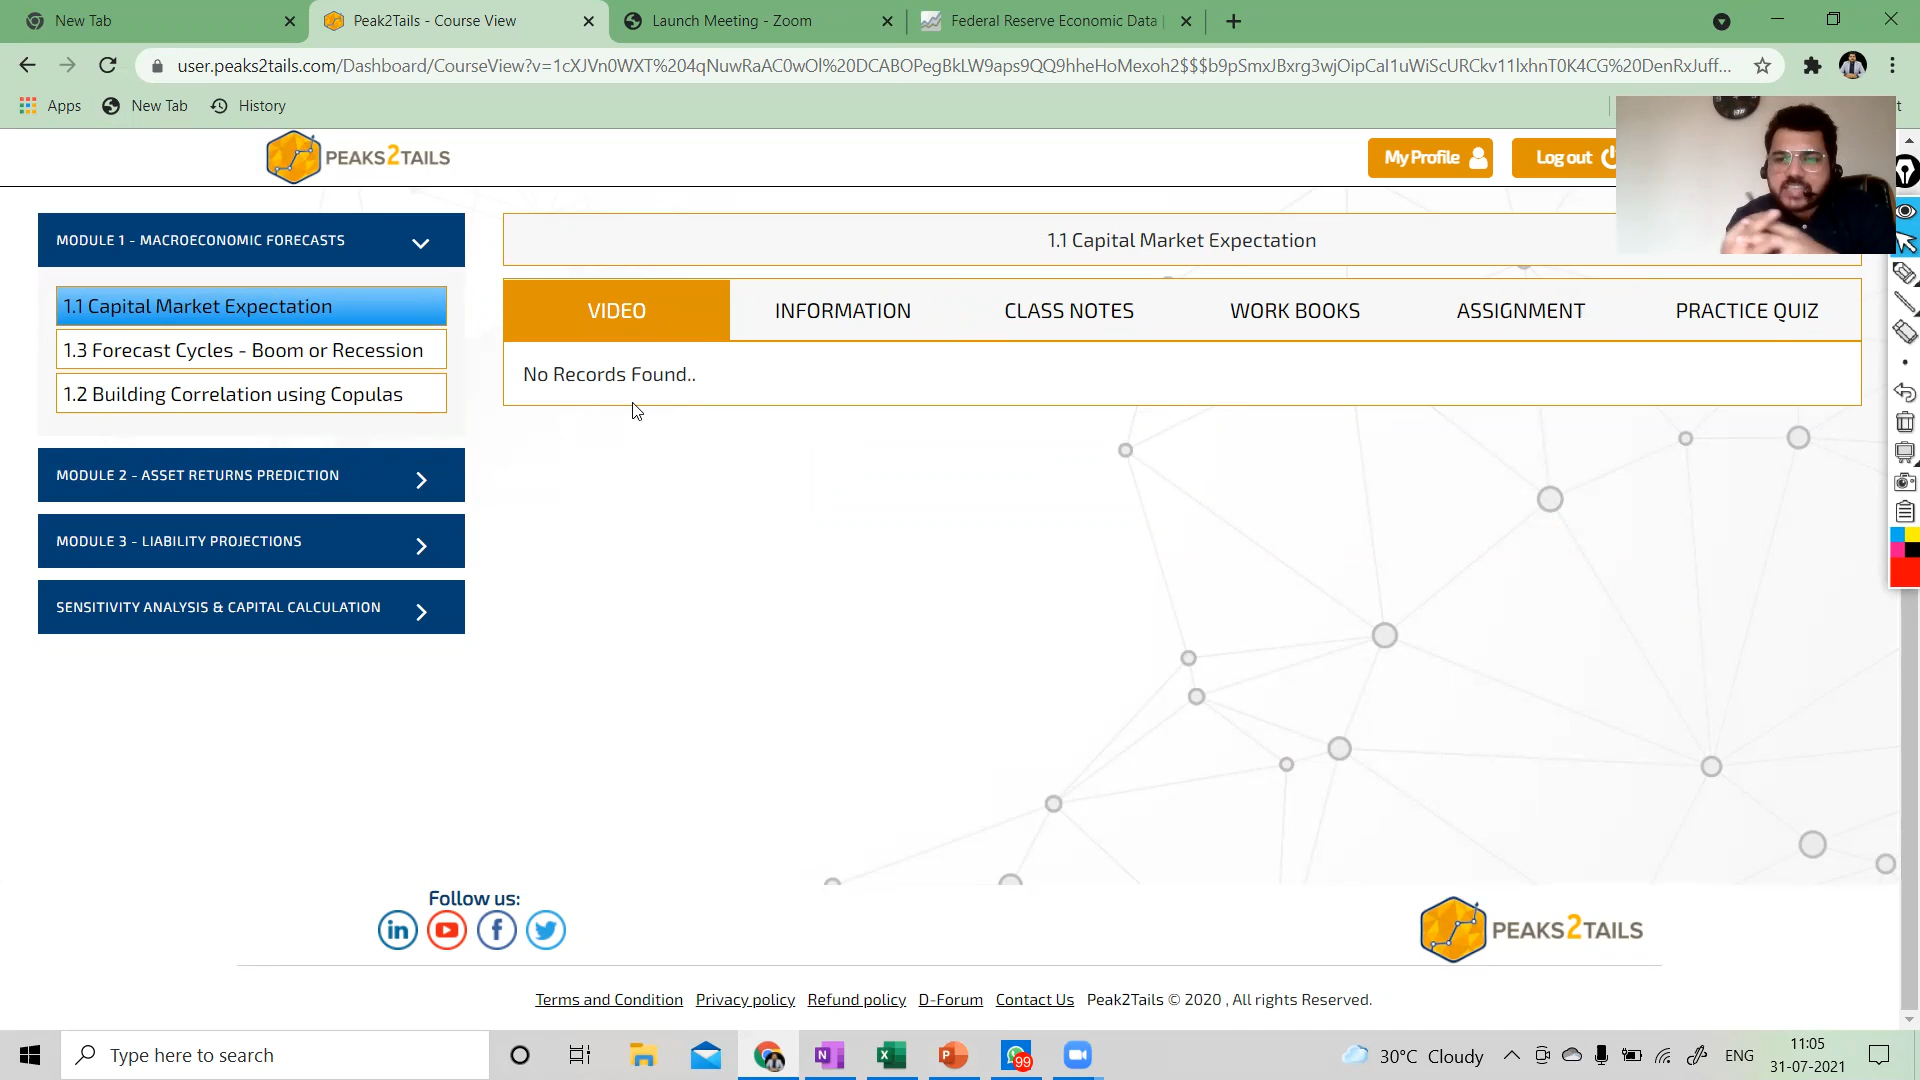 New Tab
Peak2Tails - Course View
Launch Meeting - Zoom
Federal Reserve Economic Data |
user.peaks2tails.com/Dashboard/CourseView?v=
Apps
New Tab
History
PEAKS2TAILS
My Profile
Log out
MODULE 1 - MACROECONOMIC FORECASTS
1.1 Capital Market Expectation
1.3 Forecast Cycles - Boom or Recession
1.2 Building Correlation using Copulas
MODULE 2 - ASSET RETURNS PREDICTION
MODULE 3 - LIABILITY PROJECTIONS
SENSITIVITY ANALYSIS & CAPITAL CALCULATION
1.1 Capital Market Expectation
VIDEO
INFORMATION
CLASS NOTES
WORK BOOKS
ASSIGNMENT
PRACTICE QUIZ
No Records Found..
Follow us:
PEAKS2TAILS
Terms and Condition Privacy policy Refund policy D-Forum Contact Us Peak2Tails © 2020 , All rights Reserved.
Type here to search
99
30°C Cloudy
ENG
11:05
31-07-2021